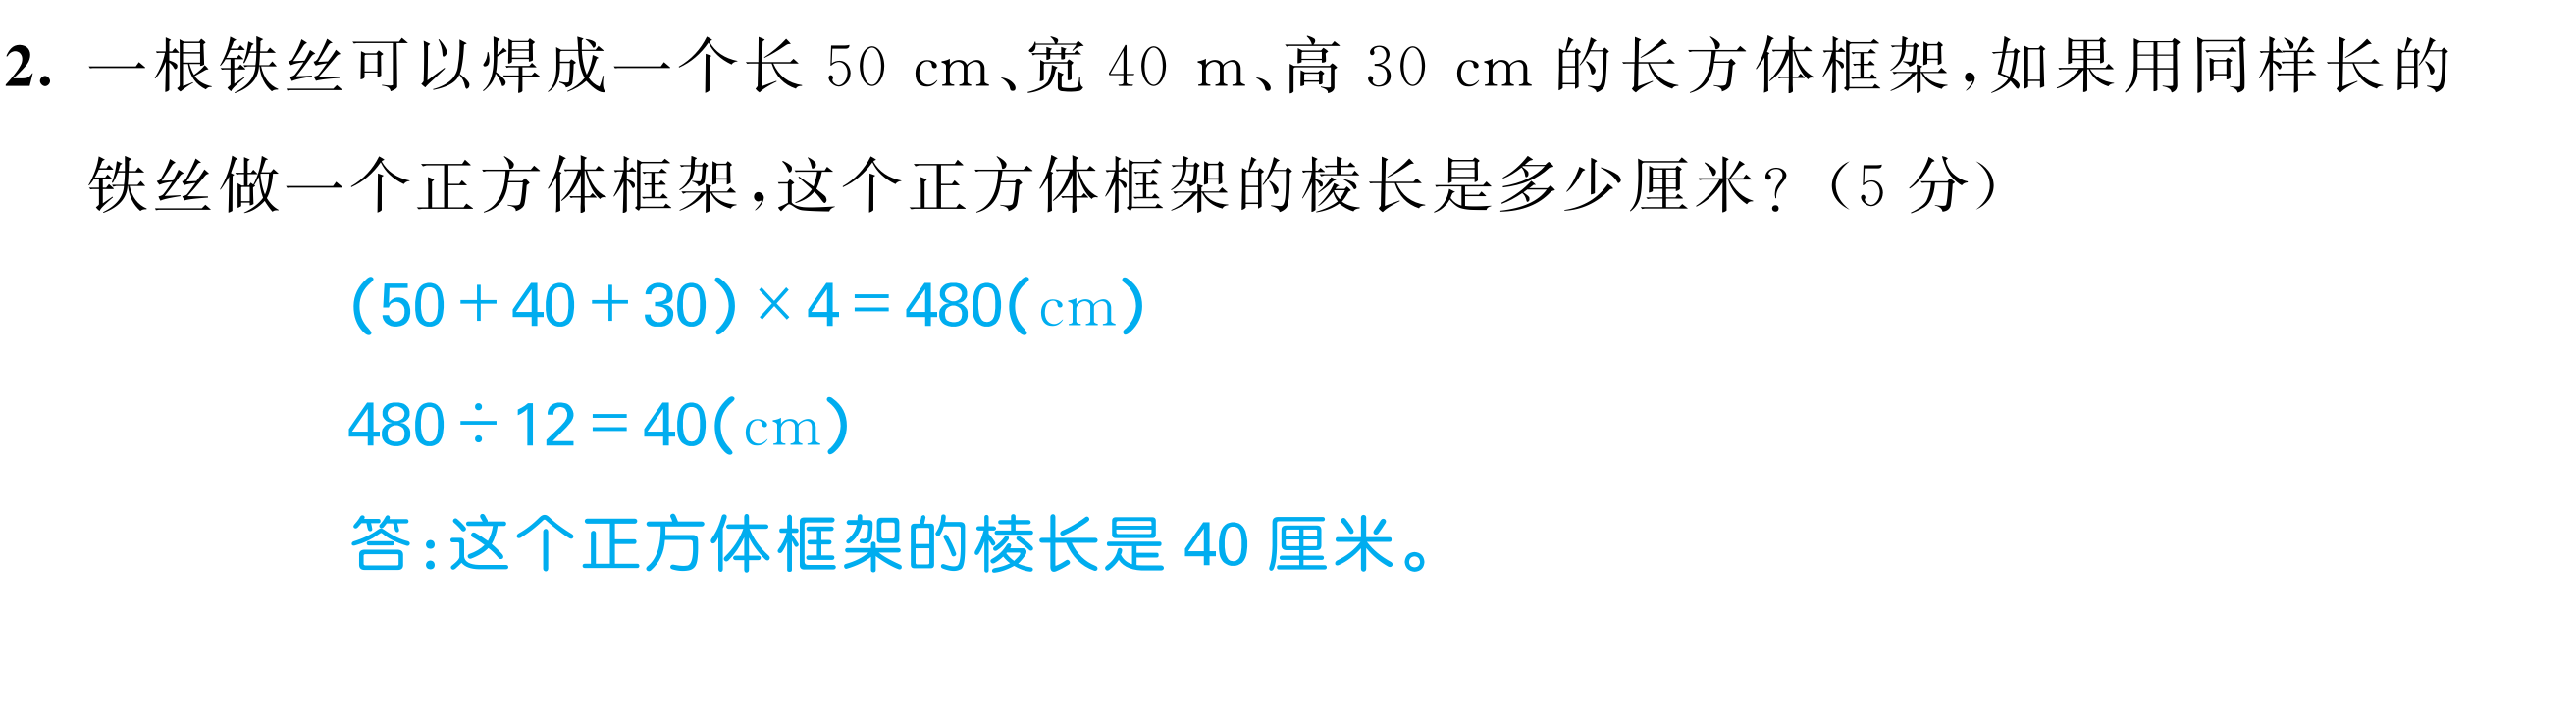 2. 一根铁丝可以焊成一个长 50 cm、宽 40 m、高 30 cm 的长方体框架,如果用同样长的
铁丝做一个正方体框架,这个正方体框架的棱长是多少厘米?(5 分)
(50+40+30)×4=480(cm)
480÷12=40(cm)
答:这个正方体框架的棱长是 40 厘米。